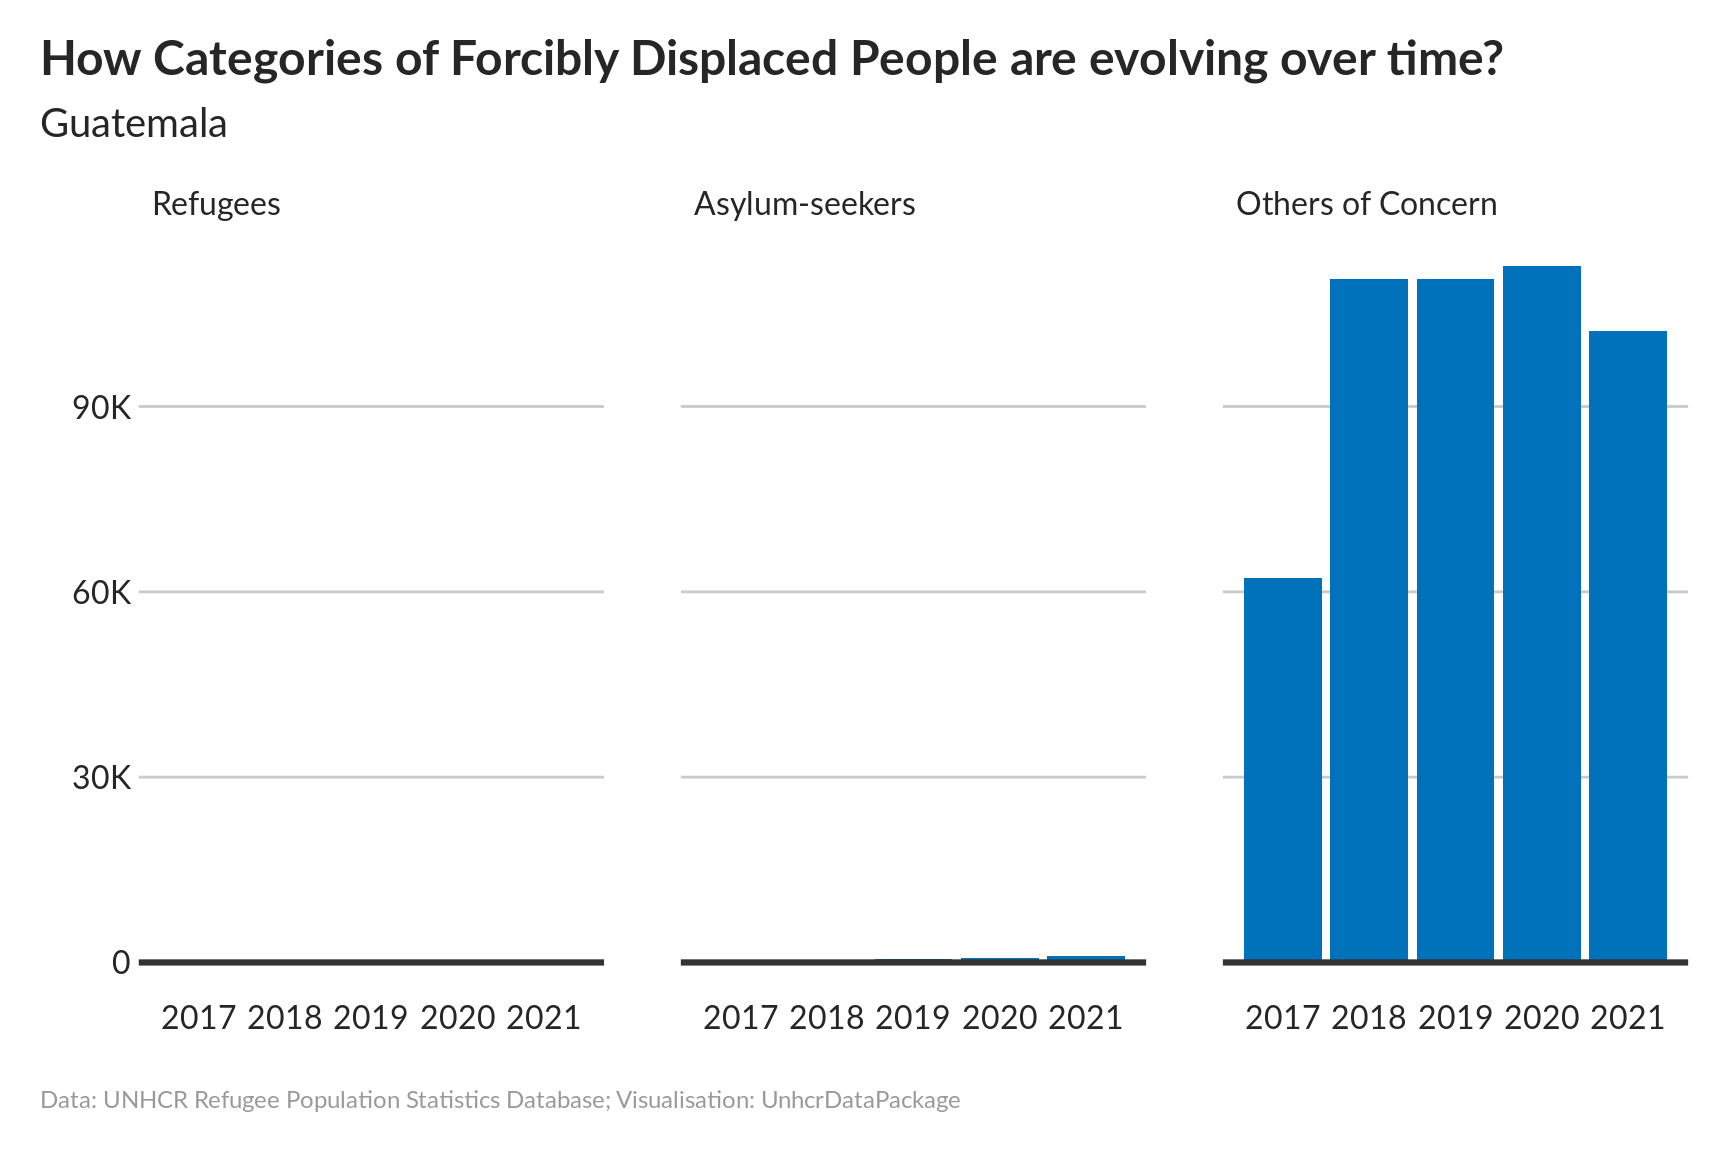 How Categories of Forcibly Displaced People are evolving over time?
Guatemala
Refugees
Asylum-seekers
Others of Concern
90K
60K
30K
0
2017 2018 2019 2020 2021
2017 2018 2019 2020 2021
2017 2018 2019 2020 2021
Data: UNHCR Refugee Population Statistics Database; Visualisation: UnhcrDataPackage